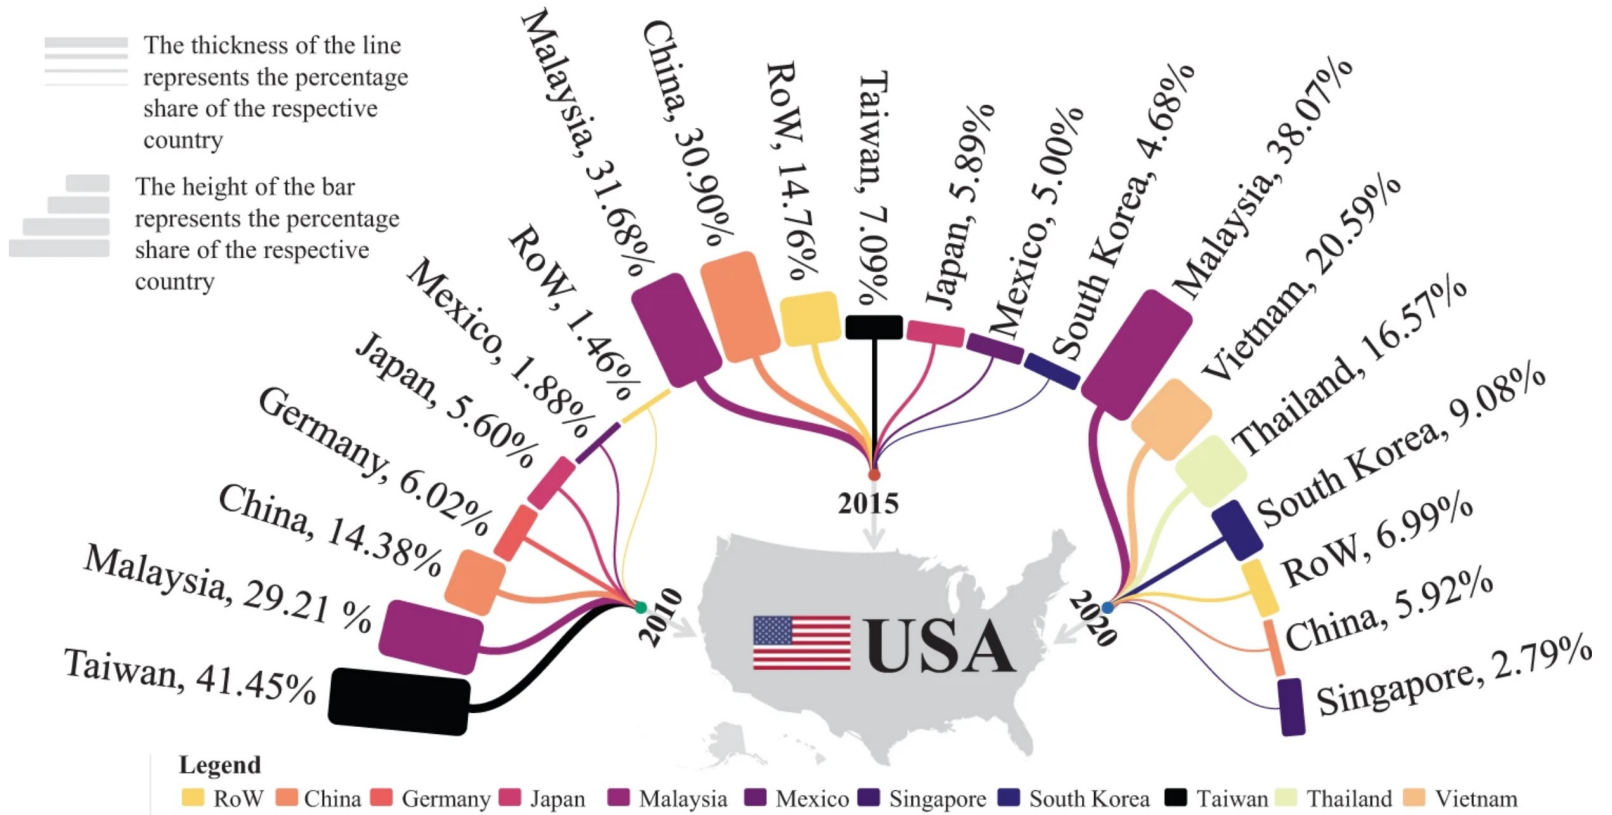 The thickness of the line
represents the percentage
share of the respective
country
The height of the bar
represents the percentage
share of the respective
country
Taiwan, 41.45%
Malaysia, 29.21 %
China, 14.38%
Germany, 6.02%
Japan, 5.60%
Mexico, 1.88%
RoW, 1.46%
2010
Malaysia, 31.68%
China, 30.90%
RoW, 14.76%
Taiwan, 7.09%
Japan, 5.89%
Mexico, 5.00%
South Korea, 4.68%
2015
Malaysia, 38.07%
Vietnam, 20.59%
Thailand, 16.57%
South Korea, 9.08%
RoW, 6.99%
China, 5.92%
Singapore, 2.79%
2020
USA
Legend
RoW China Germany Japan Malaysia Mexico Singapore South Korea Taiwan Thailand Vietnam